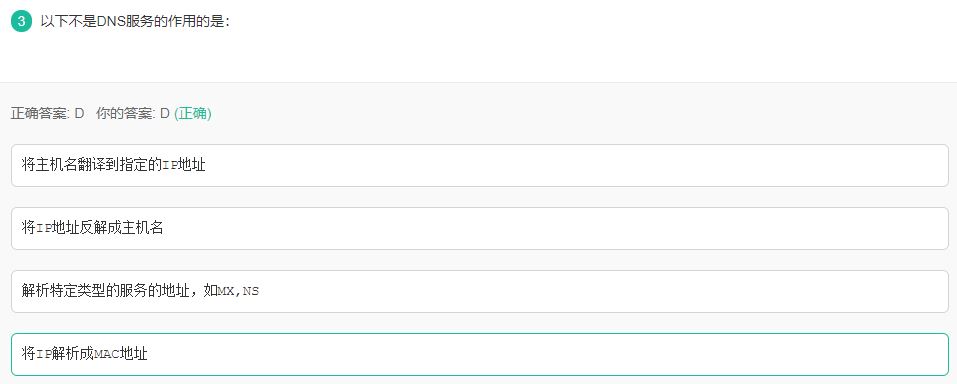 3 以下不是DNS服务的作用的是：
正确答案: D 你的答案: D (正确)
将主机名翻译到指定的IP地址
将IP地址反解成主机名
解析特定类型的服务的地址，如MX,NS
将IP解析成MAC地址